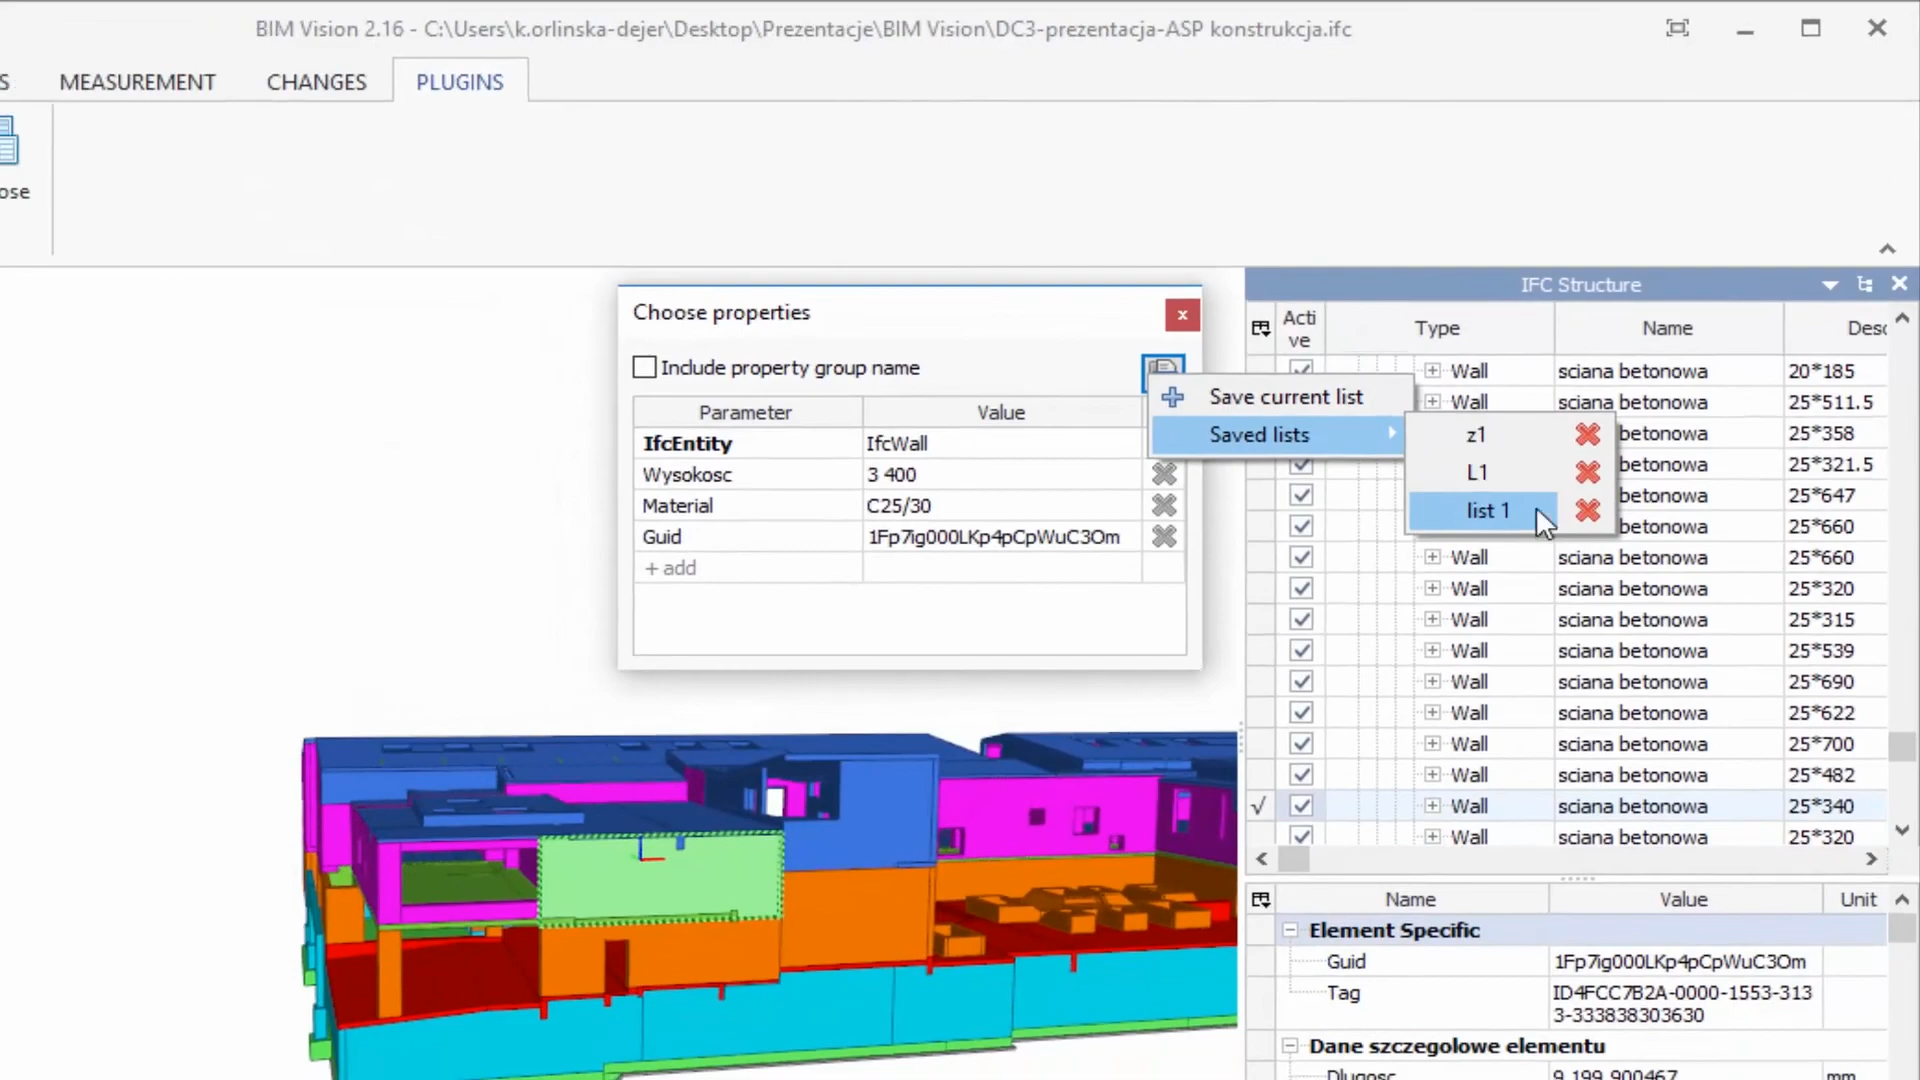 BIM Vision 2.16 - C:\Users\k.orlinska-dejer\Desktop\Prezentacje\BIM Vision\DC3-prezentacja-ASP konstrukcja.ifc
S MEASUREMENT CHANGES PLUGINS
ose
Choose properties
x
Include property group name
Parameter Value
IfcEntity IfcWall
Wysokosc 3 400
Material C25/30
Guid 1Fp7ig000LKp4pCpWuC3Om
+ add
Save current list
Saved lists
z1
L1
list 1
IFC Structure
Acti
ve
Type Name Desc
Wall sciana betonowa 20*185
Wall sciana betonowa 25*511.5
betonowa 25*358
betonowa 25*321.5
betonowa 25*647
betonowa 25*660
Wall sciana betonowa 25*660
Wall sciana betonowa 25*320
Wall sciana betonowa 25*315
Wall sciana betonowa 25*539
Wall sciana betonowa 25*690
Wall sciana betonowa 25*622
Wall sciana betonowa 25*700
Wall sciana betonowa 25*482
Wall sciana betonowa 25*340
Wall sciana betonowa 25*320
Name Value Unit
Element Specific
Guid 1Fp7ig000LKp4pCpWuC3Om
Tag ID4FCC7B2A-0000-1553-313
3-333838303630
Dane szczegolowe elementu
Dlugosc 9 199.900467 mm